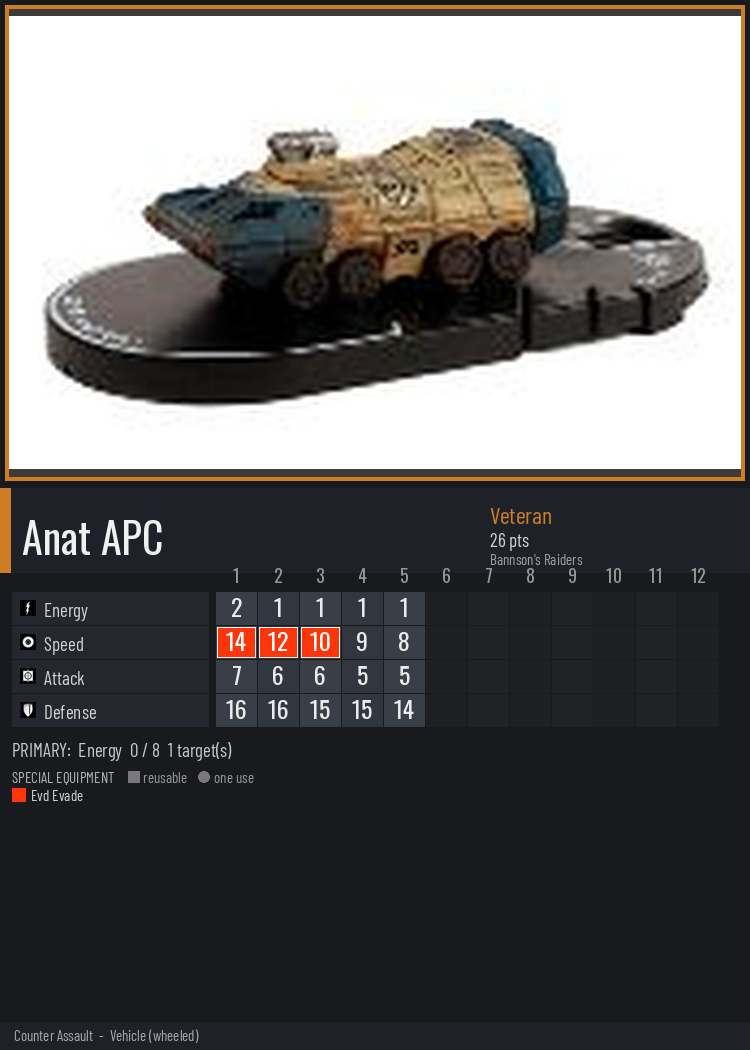 Anat APC
Veteran
26 pts
Bannson's Raiders
1 2 3 4 5 6 7 8 9 10 11 12
Energy 2 1 1 1 1
Speed 14 12 10 9 8
Attack 7 6 6 5 5
Defense 16 16 15 15 14
PRIMARY: Energy 0 / 8 1 target(s)
SPECIAL EQUIPMENT reusable one use
Evd Evade
Counter Assault - Vehicle (wheeled)